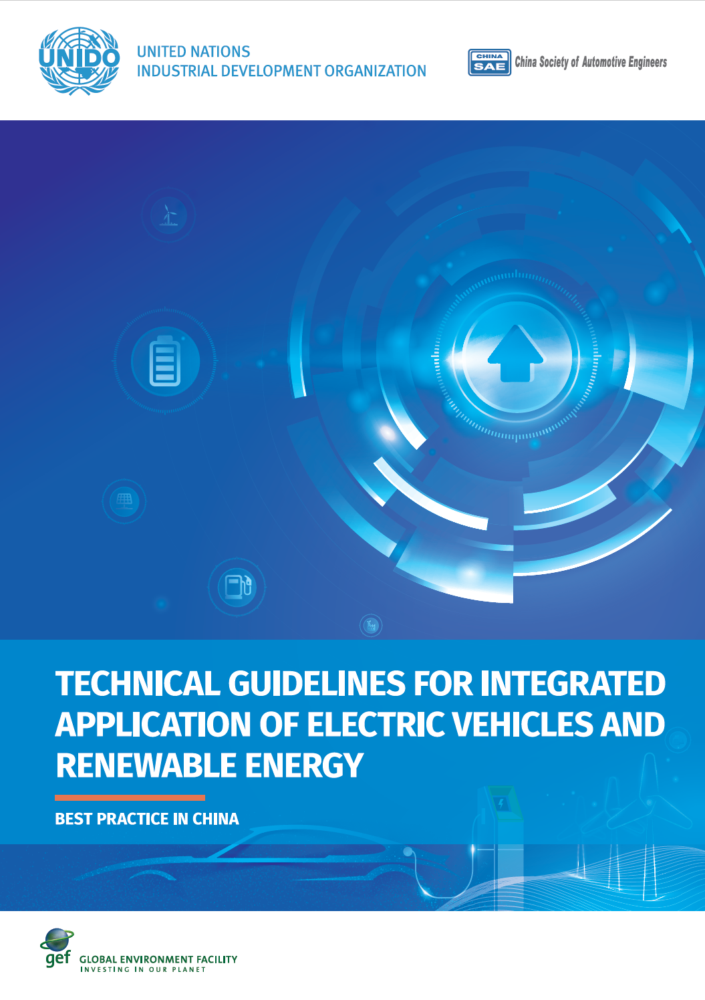 UNIDO
UNITED NATIONS
INDUSTRIAL DEVELOPMENT ORGANIZATION
CHINA
SAE
China Society of Automotive Engineers
TECHNICAL GUIDELINES FOR INTEGRATED
APPLICATION OF ELECTRIC VEHICLES AND
RENEWABLE ENERGY
BEST PRACTICE IN CHINA
gef
GLOBAL ENVIRONMENT FACILITY
INVESTING IN OUR PLANET